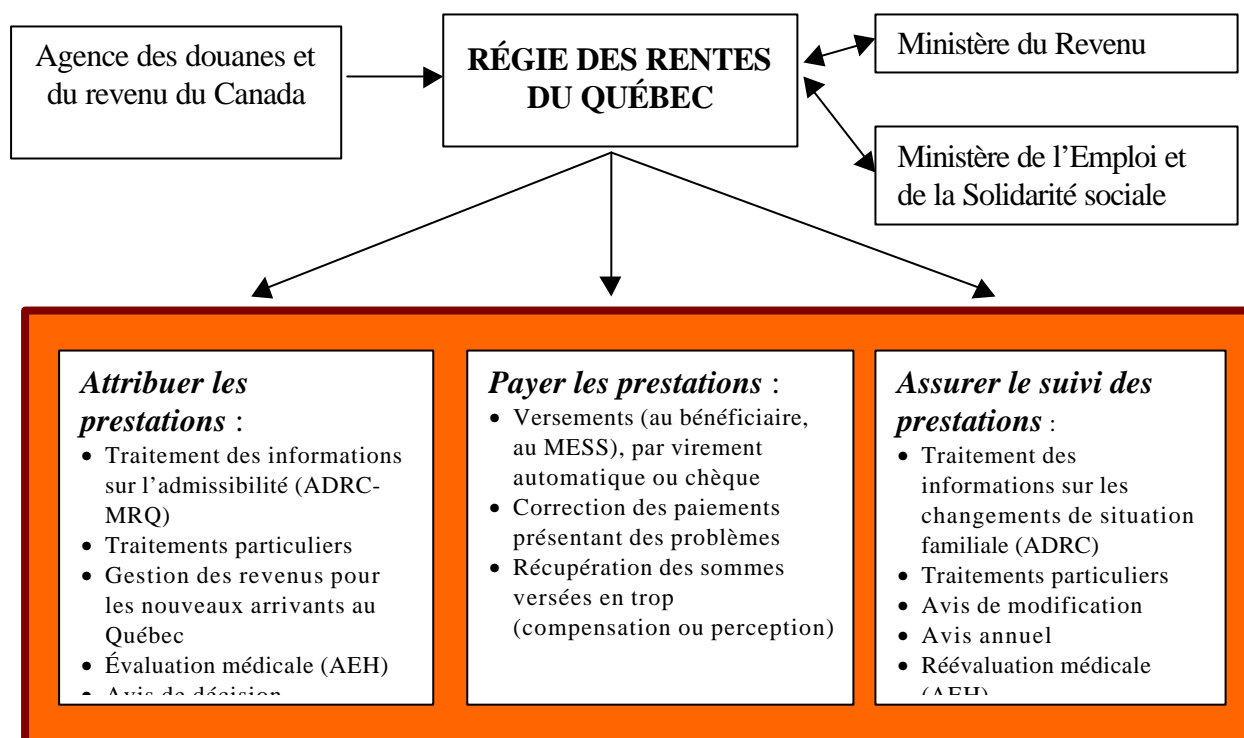 Agence des douanes et
du revenu du Canada
RÉGIE DES RENTES
DU QUÉBEC
Ministère du Revenu
Ministère de l’Emploi et
de la Solidarité sociale
Attribuer les
prestations :
• Traitement des informations
sur l’admissibilité (ADRC-
MRQ)
• Traitements particuliers
• Gestion des revenus pour
les nouveaux arrivants au
Québec
• Évaluation médicale (AEH)
• Avis de décision
Payer les prestations :
• Versements (au bénéficiaire,
au MESS), par virement
automatique ou chèque
• Correction des paiements
présentant des problèmes
• Récupération des sommes
versées en trop
(compensation ou perception)
Assurer le suivi des
prestations :
• Traitement des
informations sur les
changements de situation
familiale (ADRC)
• Traitements particuliers
• Avis de modification
• Avis annuel
• Réévaluation médicale
(AEH)